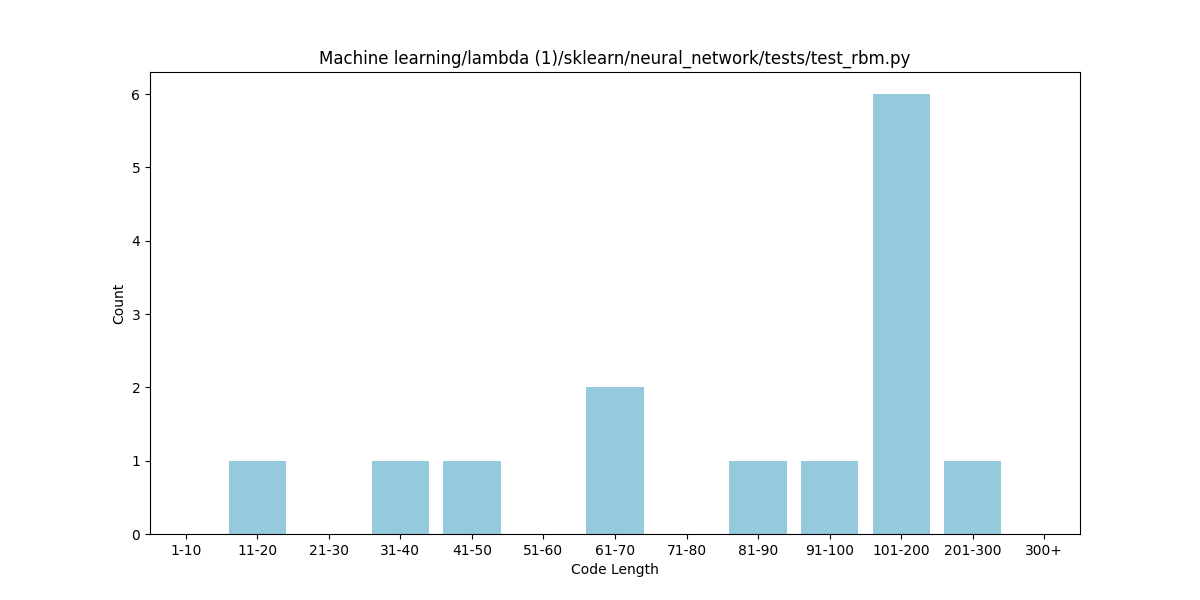 Machine learning/lambda (1)/sklearn/neural_network/tests/test_rbm.py
6
5
4
3
2
1
0
Count
1-10 11-20 21-30 31-40 41-50 51-60 61-70 71-80 81-90 91-100 101-200 201-300 300+
Code Length